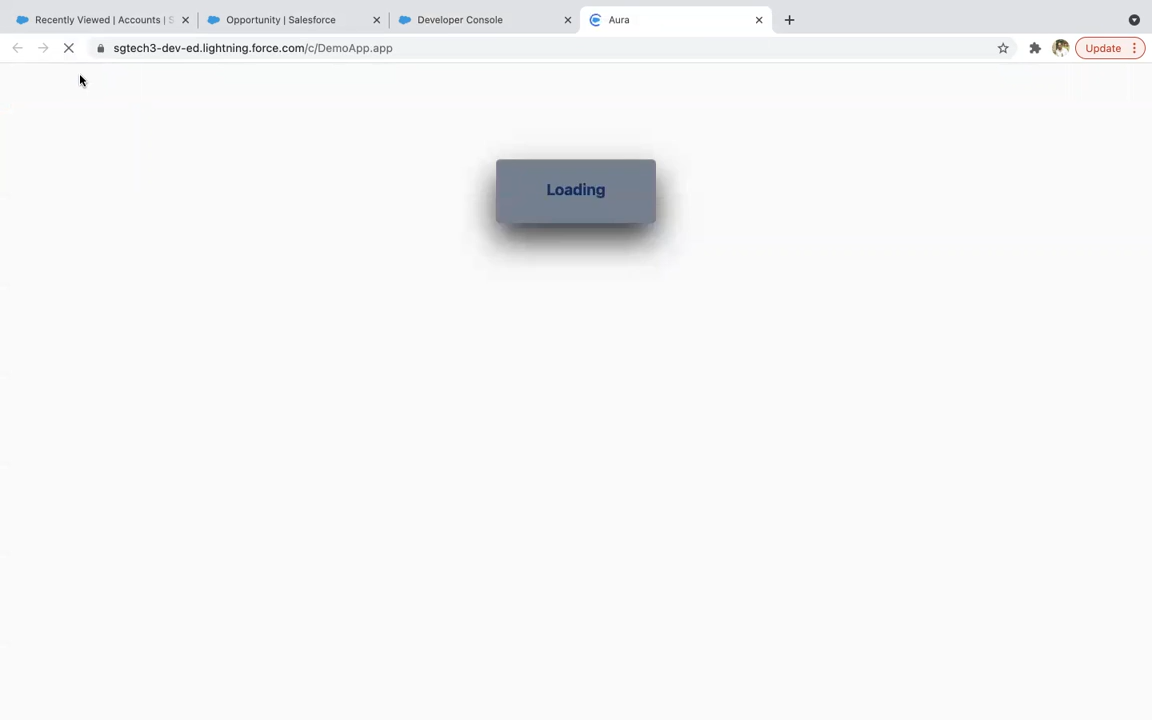 Recently Viewed | Accounts | S
Opportunity | Salesforce
Developer Console
Aura
sgtech3-dev-ed.lightning.force.com/c/DemoApp.app
Update
Loading